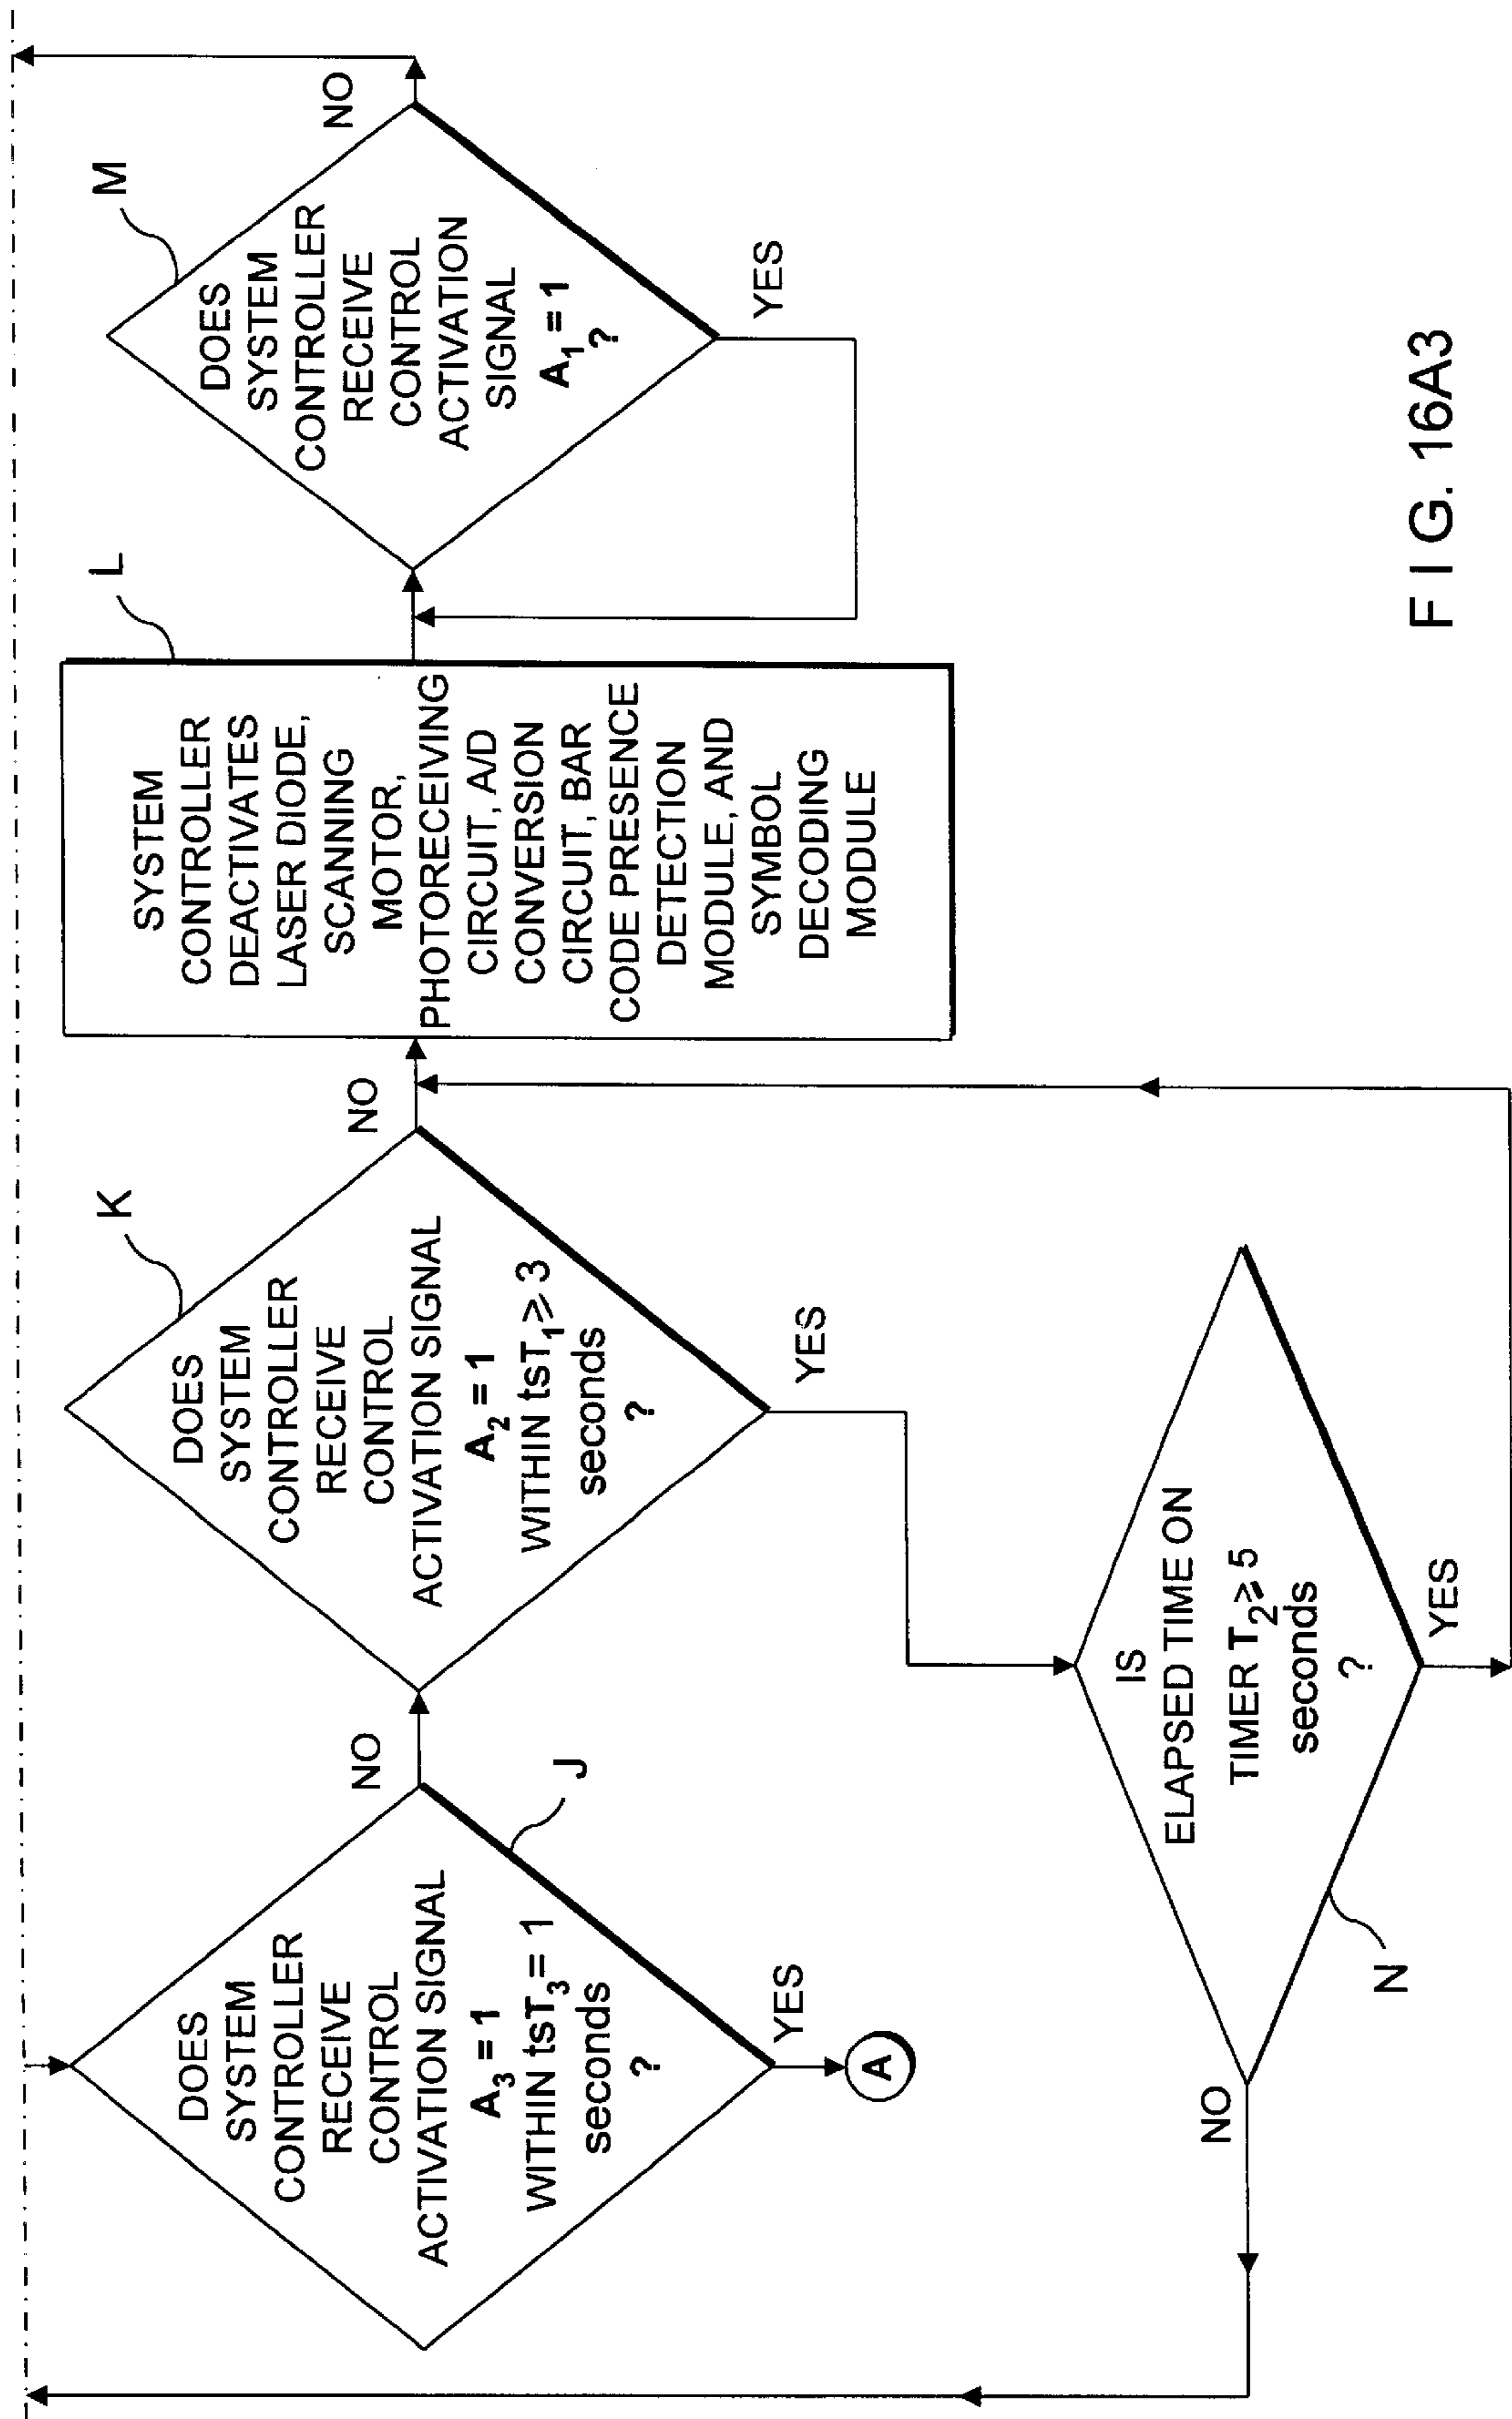 DOES
SYSTEM
CONTROLLER
RECEIVE
CONTROL
ACTIVATION SIGNAL
A₃ = 1
WITHIN tsT₃ = 1
seconds
?
J
NO
YES
A
DOES
SYSTEM
CONTROLLER
RECEIVE
CONTROL
ACTIVATION SIGNAL
A₂ = 1
WITHIN tsT₁ ⩾ 3
seconds
?
K
NO
YES
SYSTEM
CONTROLLER
DEACTIVATES
LASER DIODE,
SCANNING
MOTOR,
PHOTORECEIVING
CIRCUIT, A/D
CONVERSION
CIRCUIT, BAR
CODE PRESENCE
DETECTION
MODULE, AND
SYMBOL
DECODING
MODULE
L
DOES
SYSTEM
CONTROLLER
RECEIVE
CONTROL
ACTIVATION
SIGNAL
A₁ = 1
?
M
NO
YES
IS
ELAPSED TIME ON
TIMER T₂ ⩾ 5
seconds
?
N
NO
YES
FIG. 16A3